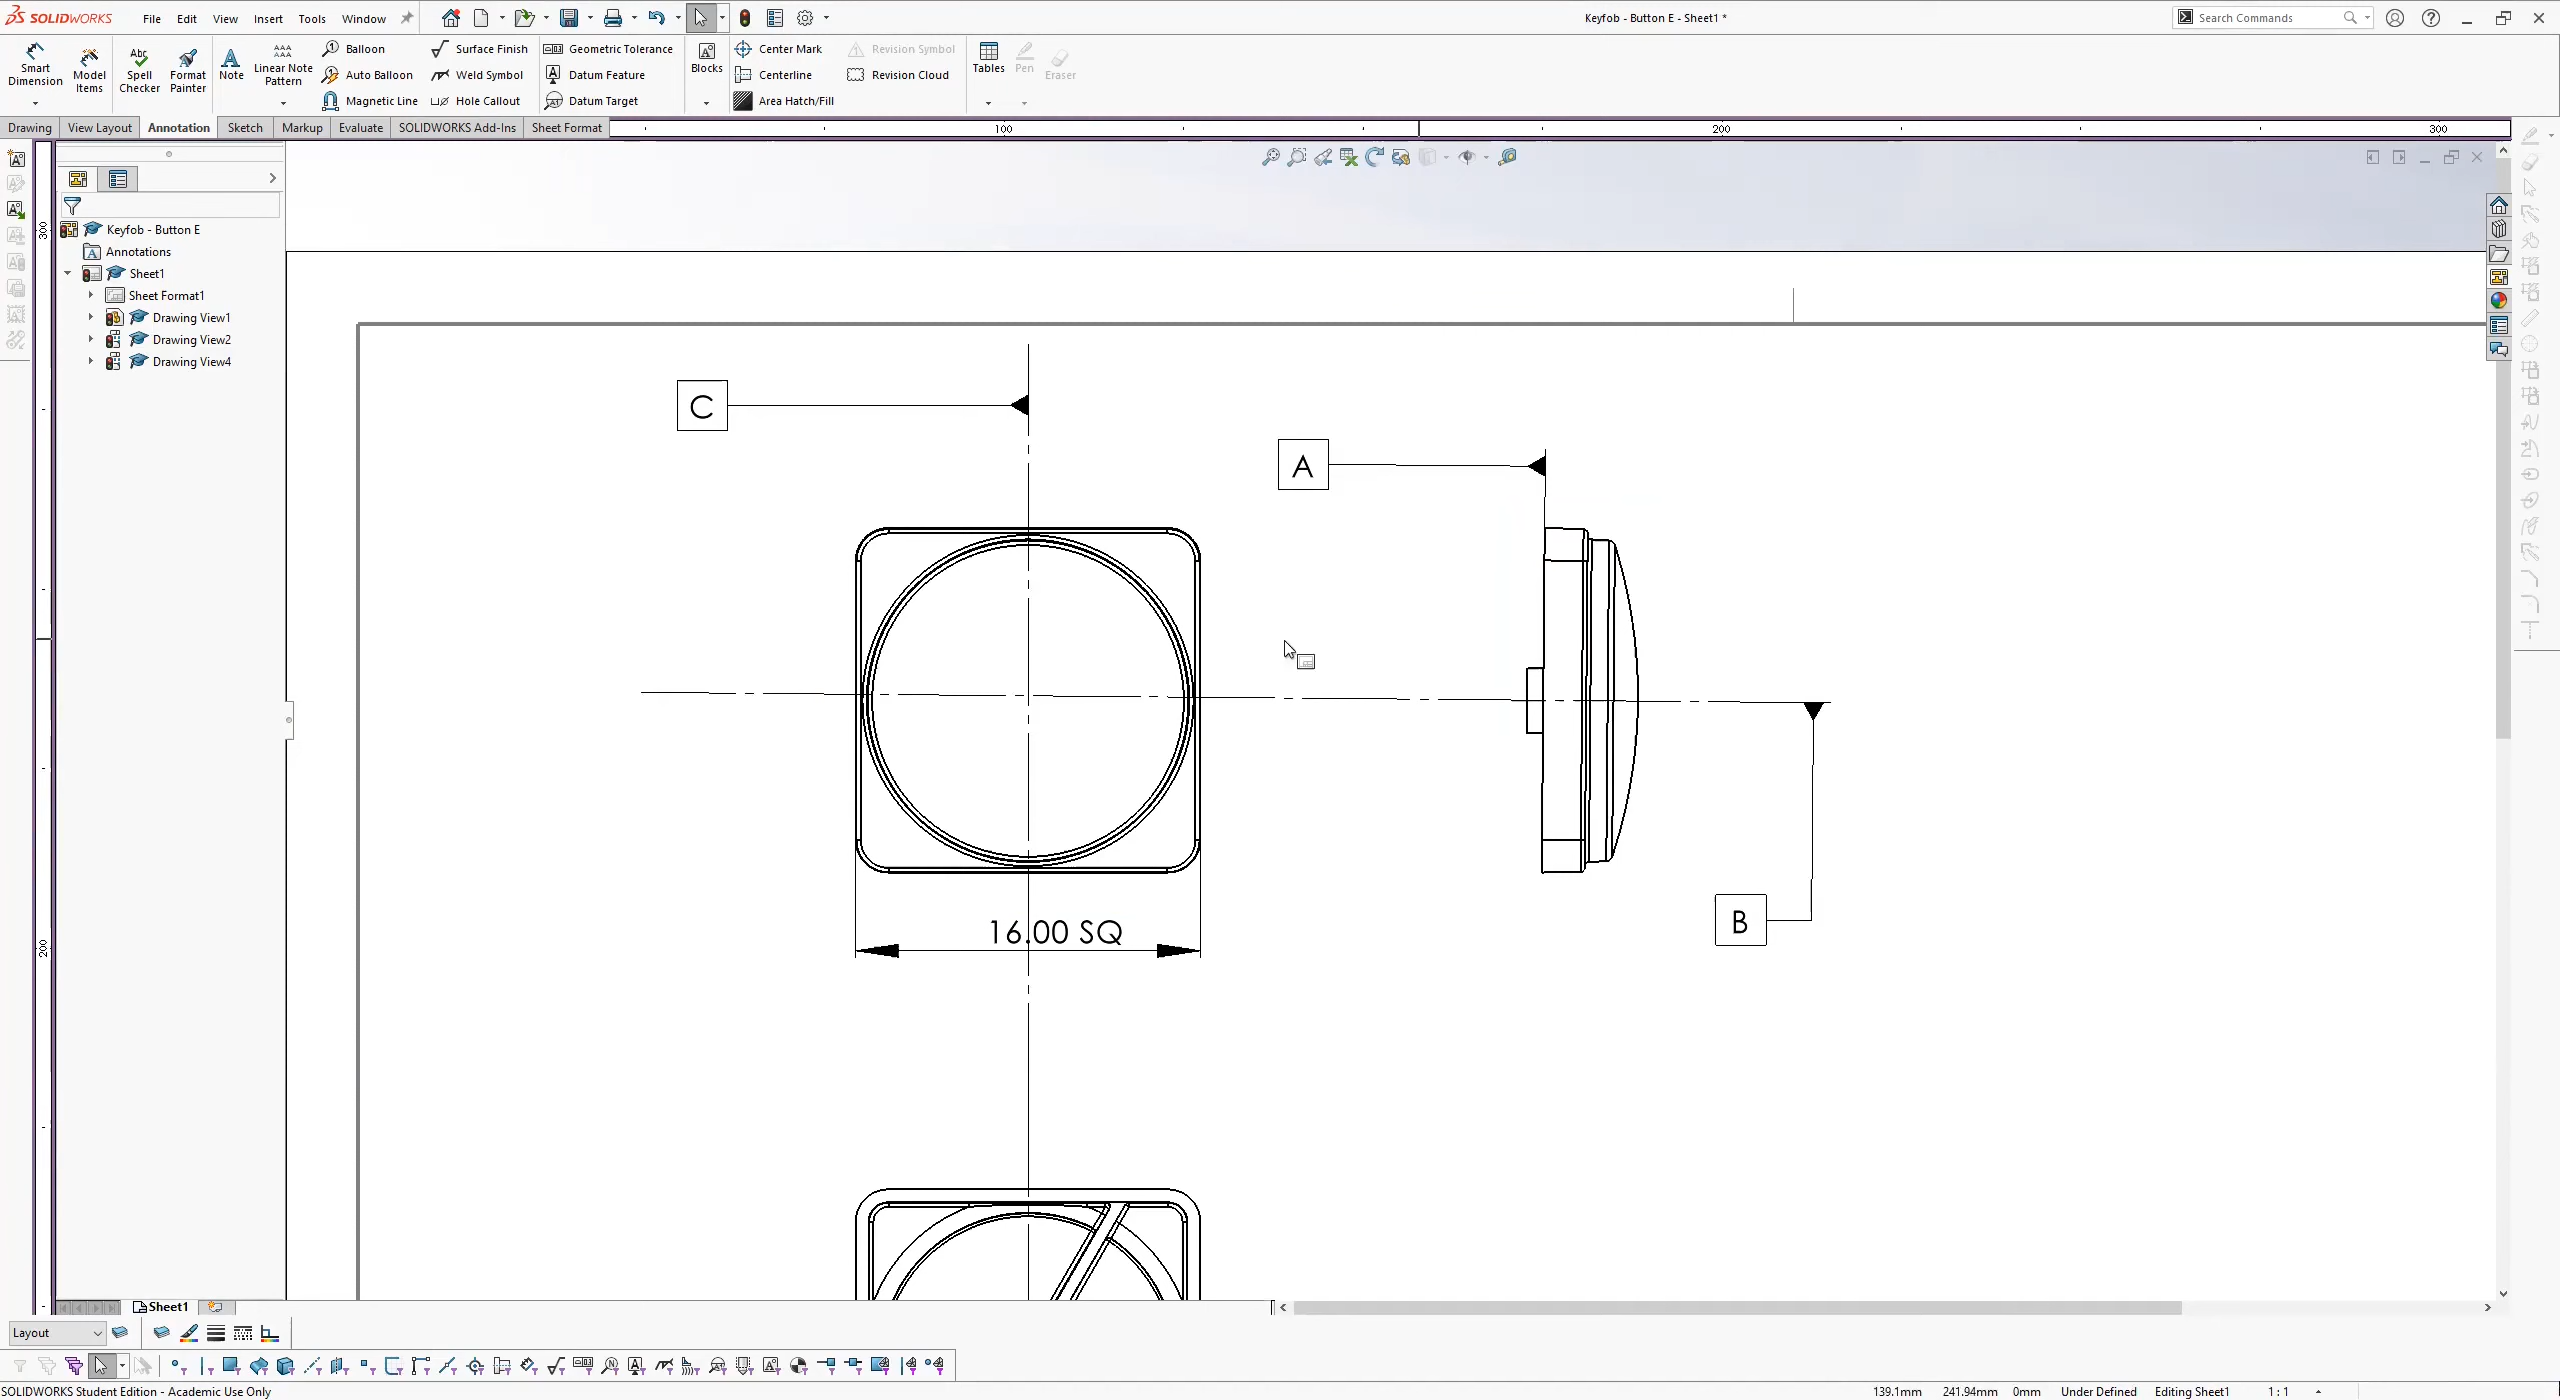 SOLIDWORKS File Edit View Insert Tools Window
Keyfob - Button E - Sheet1 *
Search Commands
Smart Dimension
Model Items
Spell Checker
Format Painter
Note
Linear Note Pattern
Balloon
Auto Balloon
Magnetic Line
Surface Finish
Weld Symbol
Hole Callout
Geometric Tolerance
Datum Feature
Datum Target
Blocks
Center Mark
Centerline
Area Hatch/Fill
Revision Symbol
Revision Cloud
Tables
Pen
Eraser
Drawing View Layout Annotation Sketch Markup Evaluate SOLIDWORKS Add-Ins Sheet Format
100 200 300
300
200
Keyfob - Button E
Annotations
Sheet1
Sheet Format1
Drawing View1
Drawing View2
Drawing View4
C
A
B
16.00 SQ
Sheet1
Layout
SOLIDWORKS Student Edition - Academic Use Only
139.1mm 241.94mm 0mm Under Defined Editing Sheet1 1 : 1